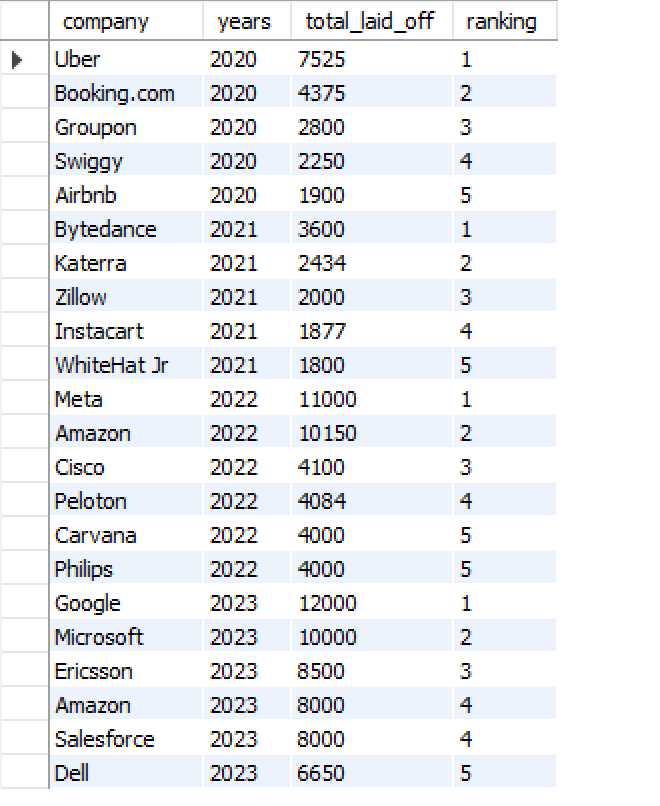 company years total_laid_off ranking
Uber 2020 7525 1
Booking.com 2020 4375 2
Groupon 2020 2800 3
Swiggy 2020 2250 4
Airbnb 2020 1900 5
Bytedance 2021 3600 1
Katerra 2021 2434 2
Zillow 2021 2000 3
Instacart 2021 1877 4
WhiteHat Jr 2021 1800 5
Meta 2022 11000 1
Amazon 2022 10150 2
Cisco 2022 4100 3
Peloton 2022 4084 4
Carvana 2022 4000 5
Philips 2022 4000 5
Google 2023 12000 1
Microsoft 2023 10000 2
Ericsson 2023 8500 3
Amazon 2023 8000 4
Salesforce 2023 8000 4
Dell 2023 6650 5